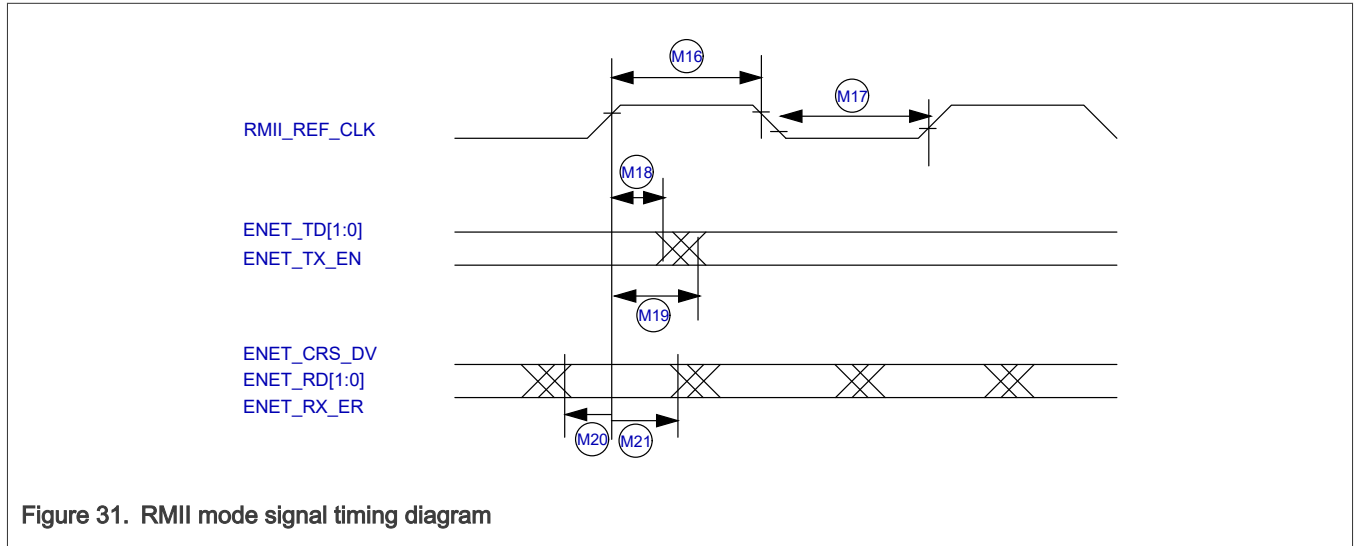 M16
M17
RMII_REF_CLK
M18
ENET_TD[1:0]
ENET_TX_EN
M19
ENET_CRS_DV
ENET_RD[1:0]
ENET_RX_ER
M20 M21
Figure 31. RMII mode signal timing diagram